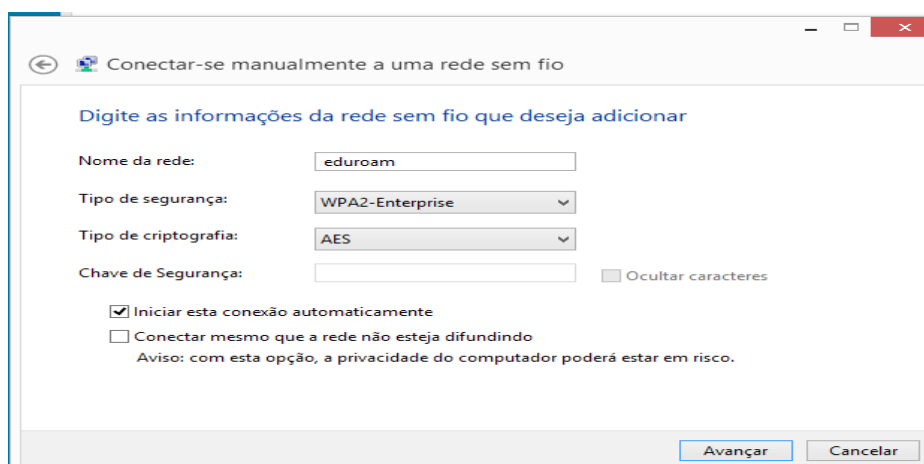 Conectar-se manualmente a uma rede sem fio
Digite as informações da rede sem fio que deseja adicionar
Nome da rede: eduroam
Tipo de segurança: WPA2-Enterprise
Tipo de criptografia: AES
Chave de Segurança: Ocultar caracteres
Iniciar esta conexão automaticamente
Conectar mesmo que a rede não esteja difundindo
Aviso: com esta opção, a privacidade do computador poderá estar em risco.
Avançar Cancelar